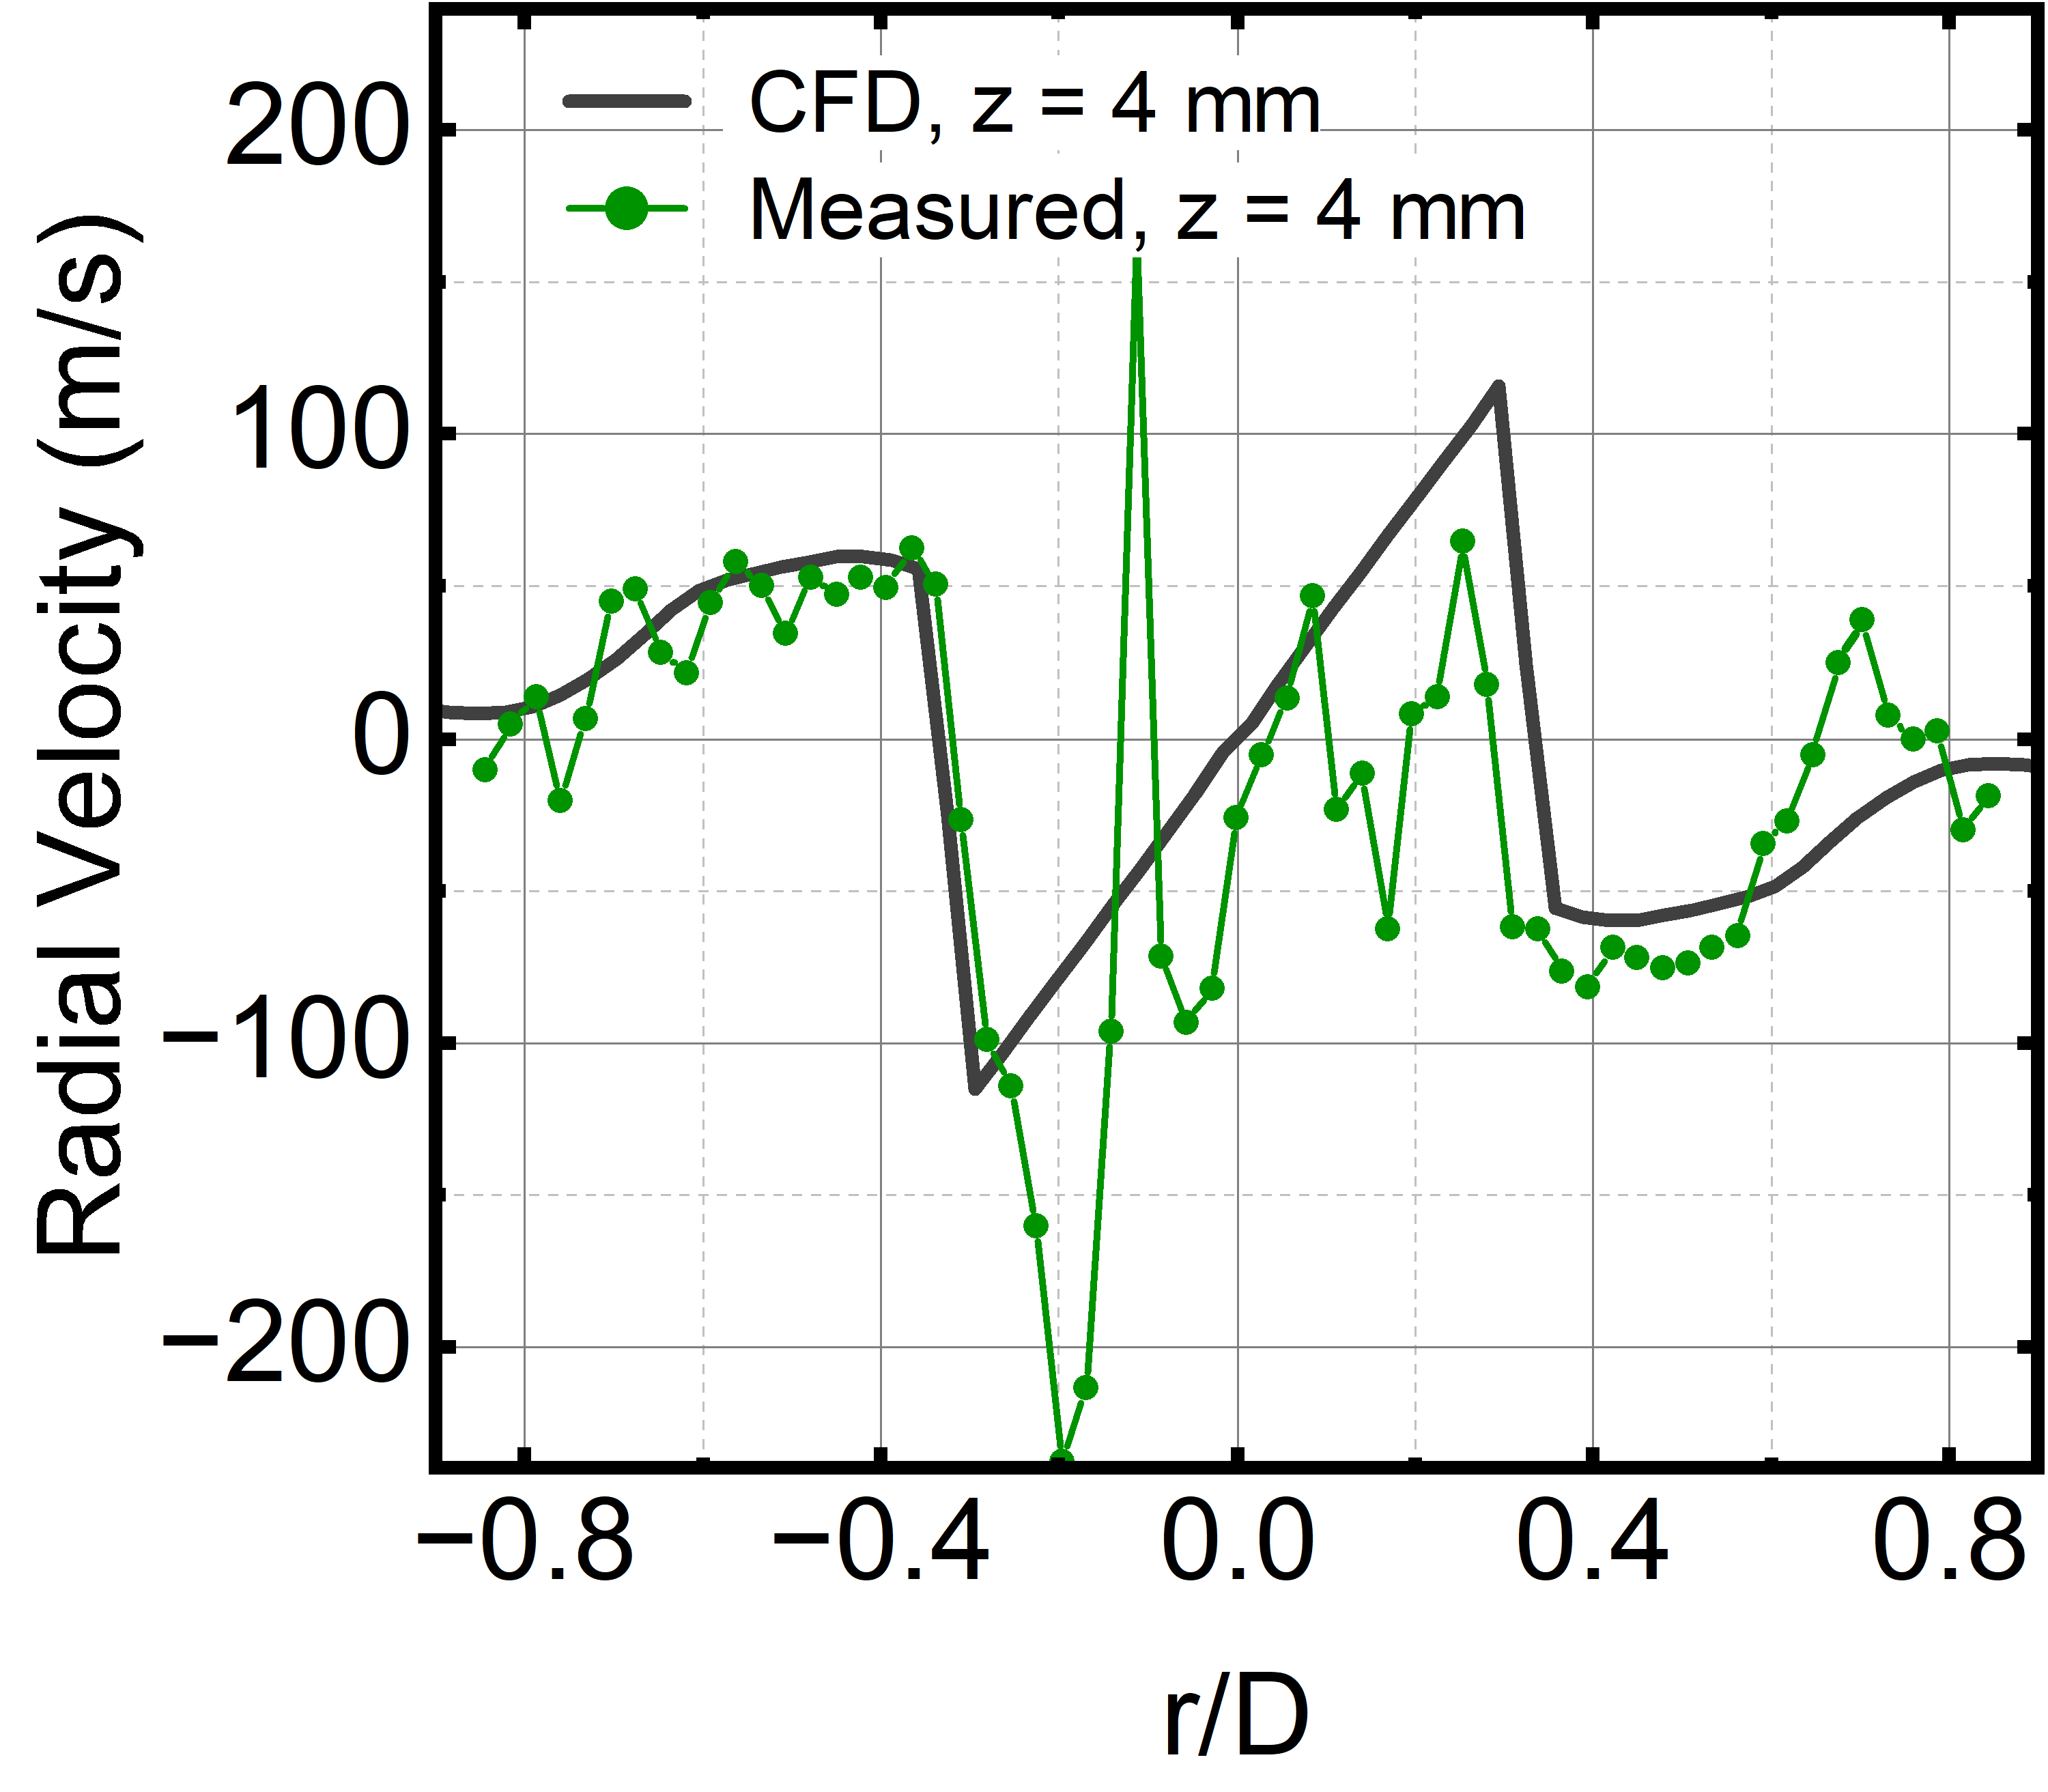 CFD, z = 4 mm
Measured, z = 4 mm
Radial Velocity (m/s)
200
100
0
−100
−200
−0.8 −0.4 0.0 0.4 0.8
r/D